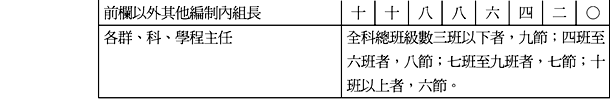 前欄以外其他編制內組長 十 十 八 八 六 四 二 〇
各群、科、學程主任 全科總班級數三班以下者，九節；四班至
六班者，八節；七班至九班者，七節；十
班以上者，六節。